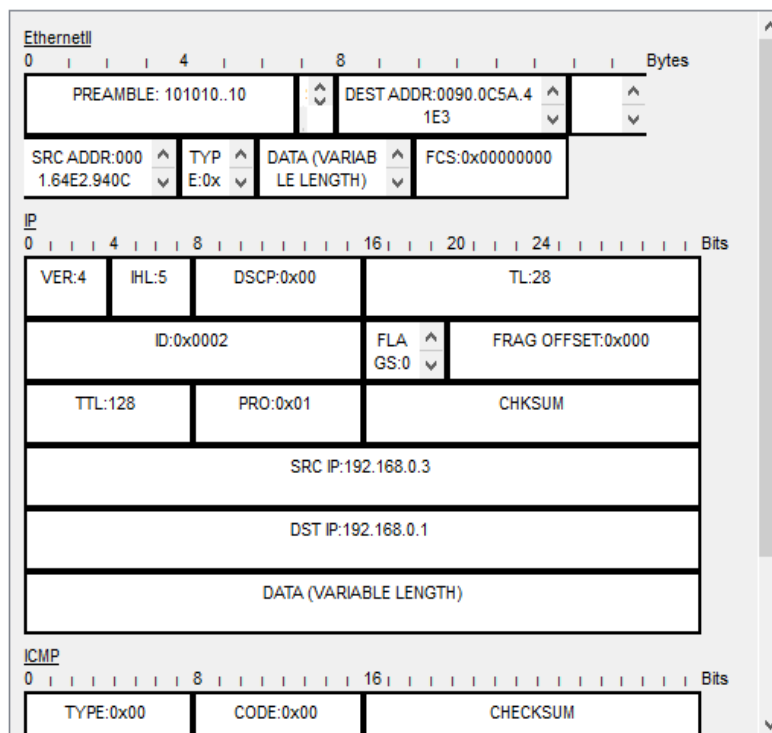 EthernetII
0 4 8 Bytes
PREAMBLE: 101010..10 DEST ADDR:0090.0C5A.4
1E3
SRC ADDR:000 TYP DATA (VARIAB FCS:0x00000000
1.64E2.940C E:0x LE LENGTH)
IP
0 4 8 16 20 24 Bits
VER:4 IHL:5 DSCP:0x00 TL:28
ID:0x0002 FLA FRAG OFFSET:0x000
GS:0
TTL:128 PRO:0x01 CHKSUM
SRC IP:192.168.0.3
DST IP:192.168.0.1
DATA (VARIABLE LENGTH)
ICMP
0 8 16 Bits
TYPE:0x00 CODE:0x00 CHECKSUM